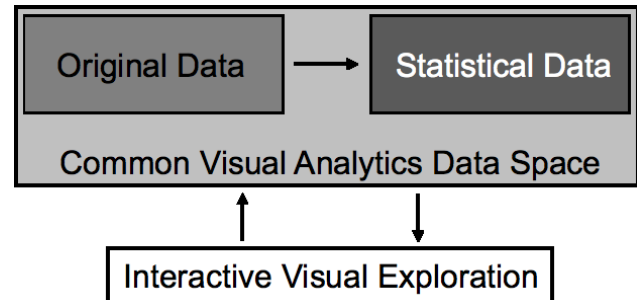 Original Data
Statistical Data
Common Visual Analytics Data Space
Interactive Visual Exploration